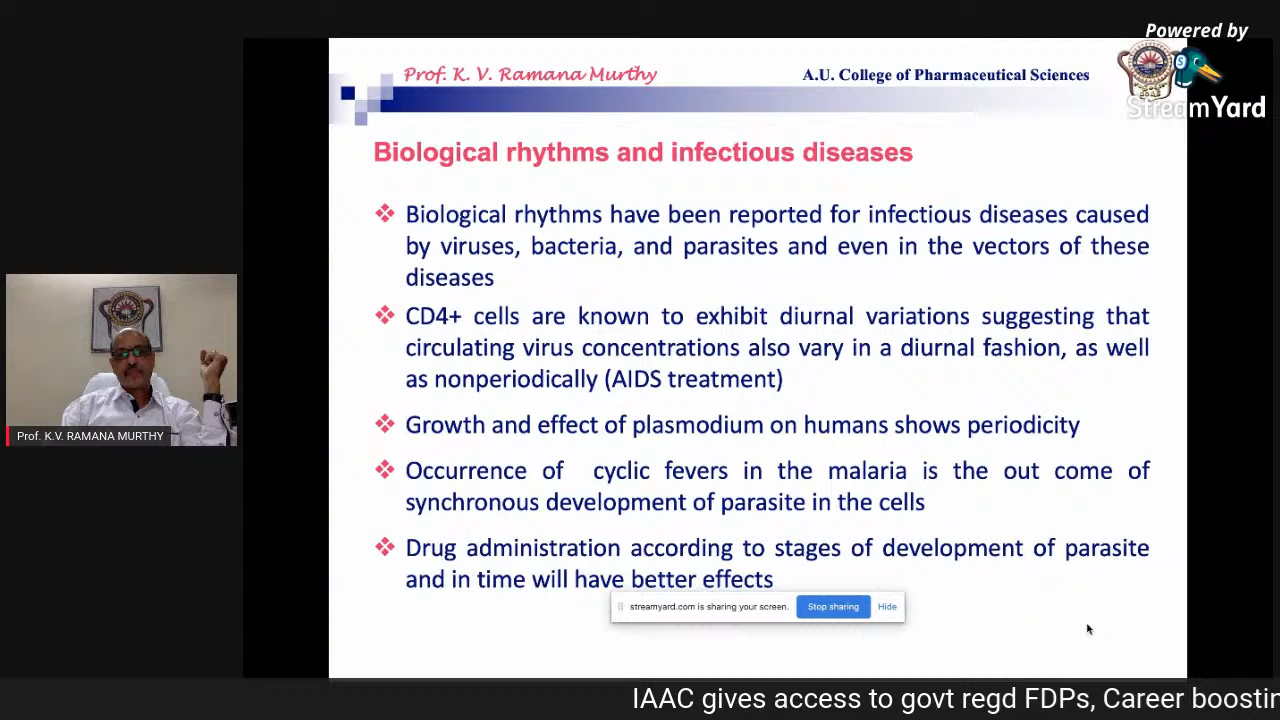 Powered by
StreamYard
Prof. K. V. Ramana Murthy
A.U. College of Pharmaceutical Sciences
Biological rhythms and infectious diseases
Biological rhythms have been reported for infectious diseases caused
by viruses, bacteria, and parasites and even in the vectors of these
diseases
CD4+ cells are known to exhibit diurnal variations suggesting that
circulating virus concentrations also vary in a diurnal fashion, as well
as nonperiodically (AIDS treatment)
Growth and effect of plasmodium on humans shows periodicity
Occurrence of cyclic fevers in the malaria is the out come of
synchronous development of parasite in the cells
Drug administration according to stages of development of parasite
and in time will have better effects
streamyard.com is sharing your screen. Stop sharing Hide
Prof. K.V. RAMANA MURTHY
IAAC gives access to govt regd FDPs, Career boostin